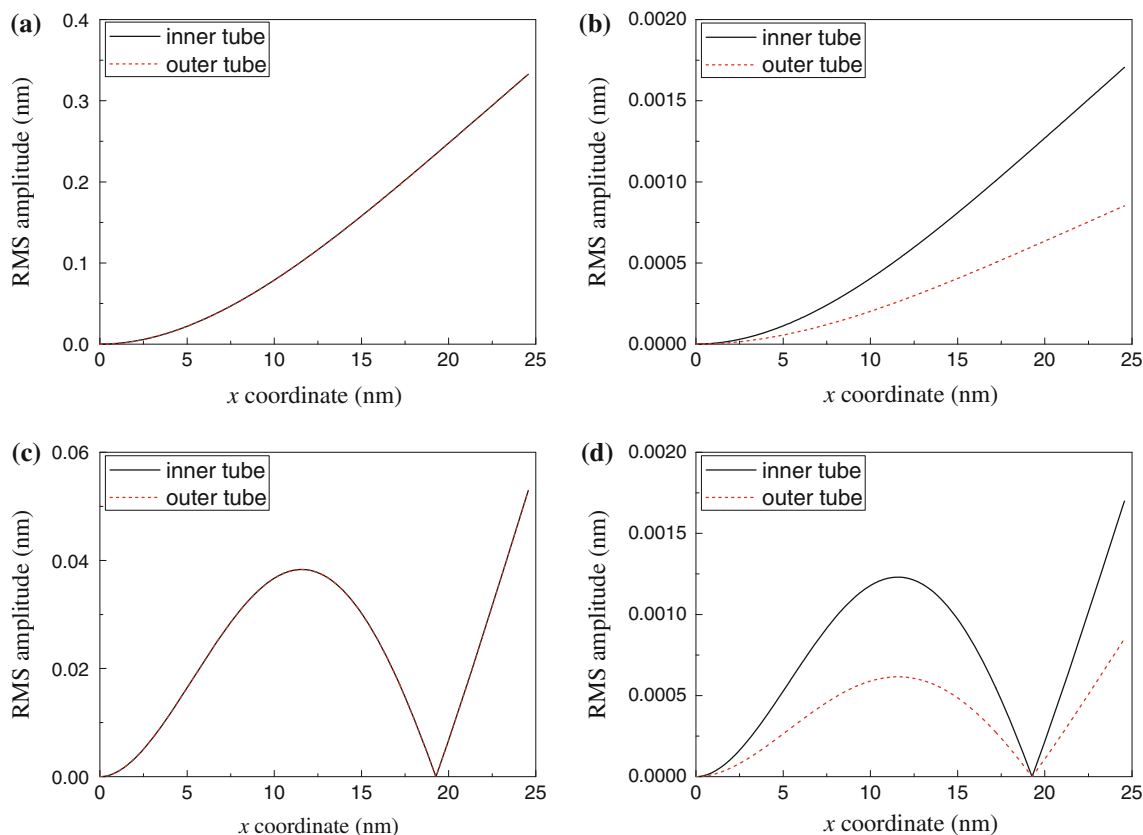 (a)
inner tube
outer tube
RMS amplitude (nm)
0.4
0.3
0.2
0.1
0.0
0 5 10 15 20 25
x coordinate (nm)
(b)
inner tube
outer tube
RMS amplitude (nm)
0.0020
0.0015
0.0010
0.0005
0.0000
0 5 10 15 20 25
x coordinate (nm)
(c)
inner tube
outer tube
RMS amplitude (nm)
0.06
0.04
0.02
0.00
0 5 10 15 20 25
x coordinate (nm)
(d)
inner tube
outer tube
RMS amplitude (nm)
0.0020
0.0015
0.0010
0.0005
0.0000
0 5 10 15 20 25
x coordinate (nm)